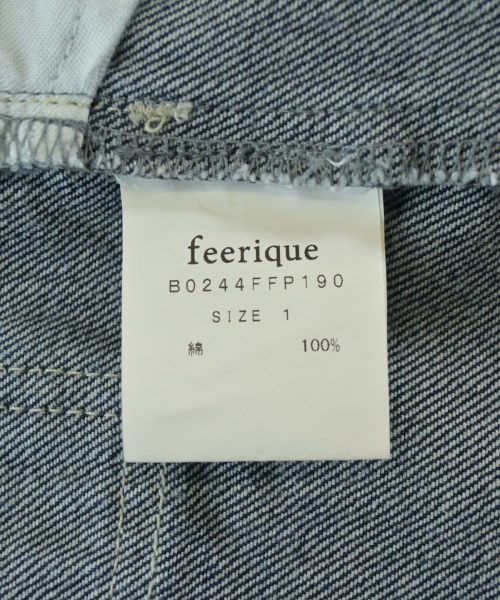 feerique
B0244FFP190
SIZE 1
綿 100%